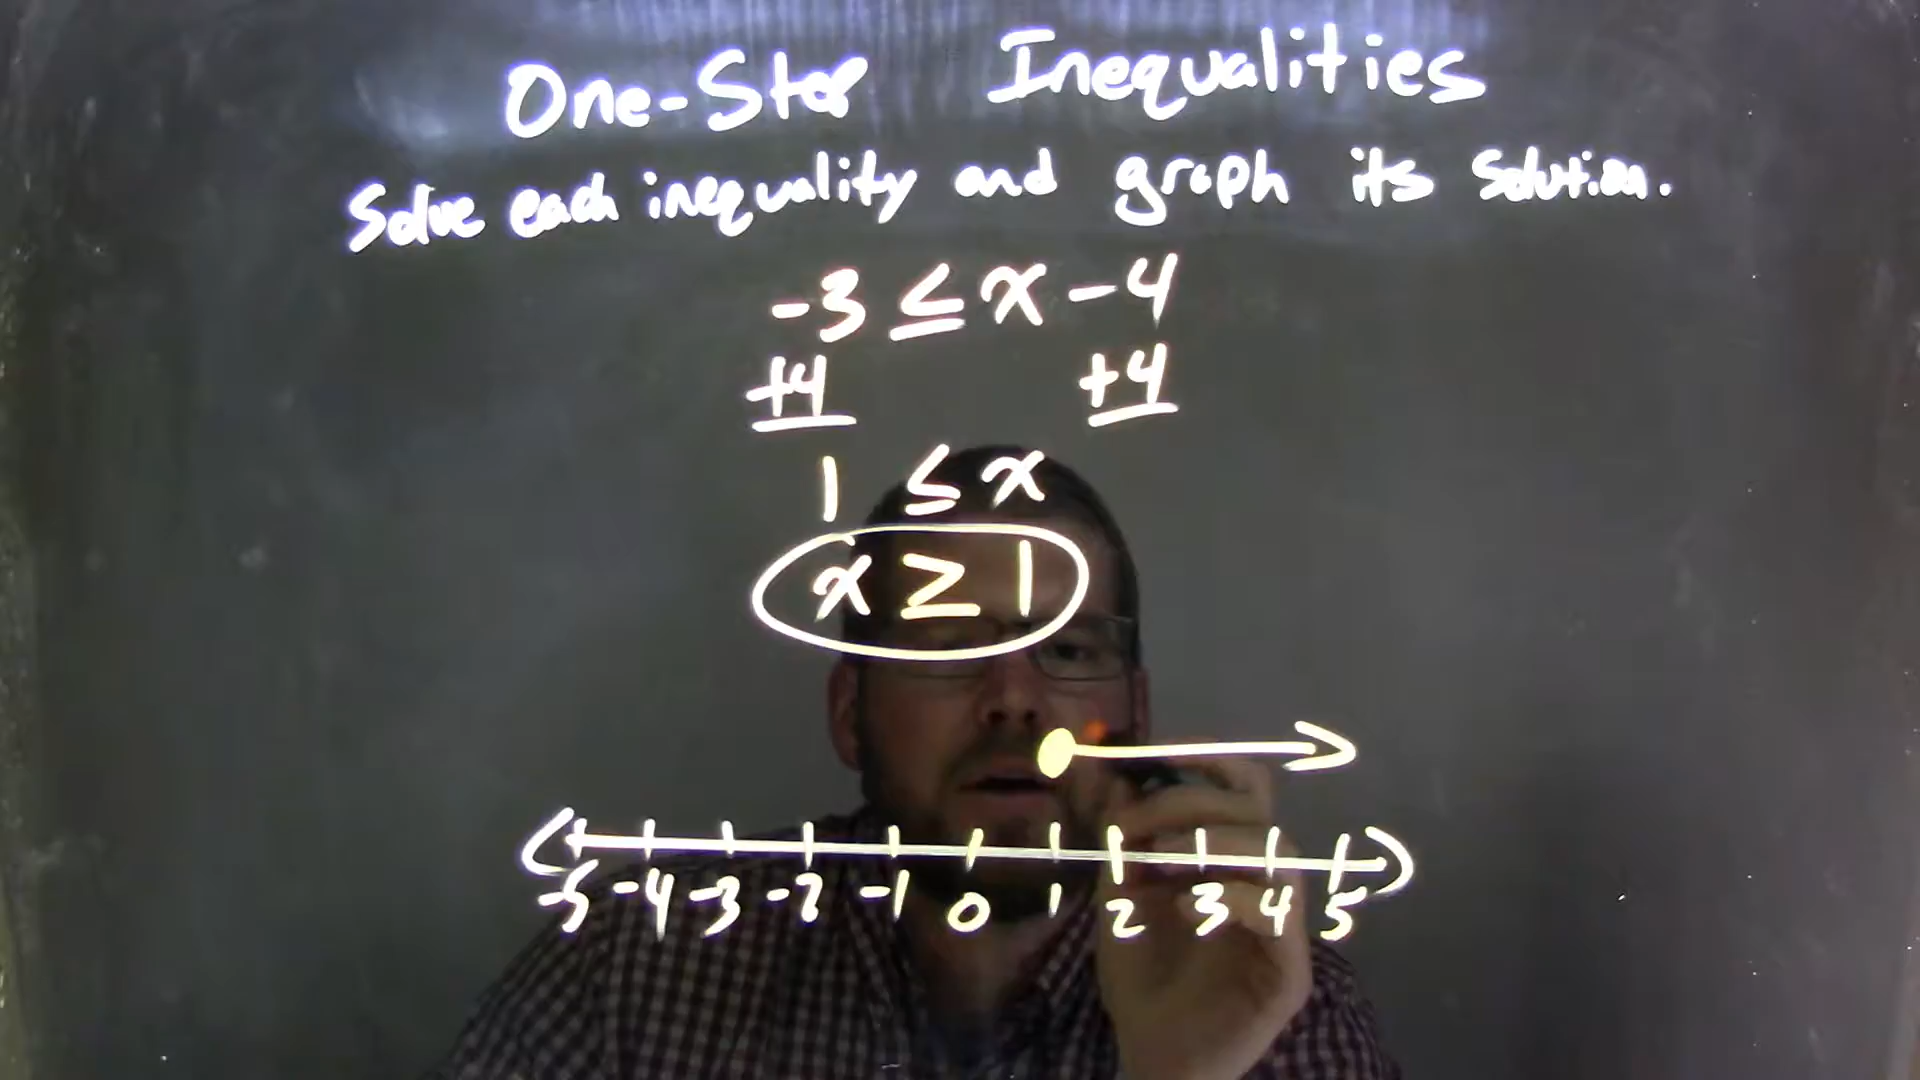 One-Step Inequalities
Solve each inequality and graph its solution.
-3 ≤ x - 4
+4 +4
1 ≤ x
x ≥ 1
-5 -4 -3 -2 -1 0 1 2 3 4 5